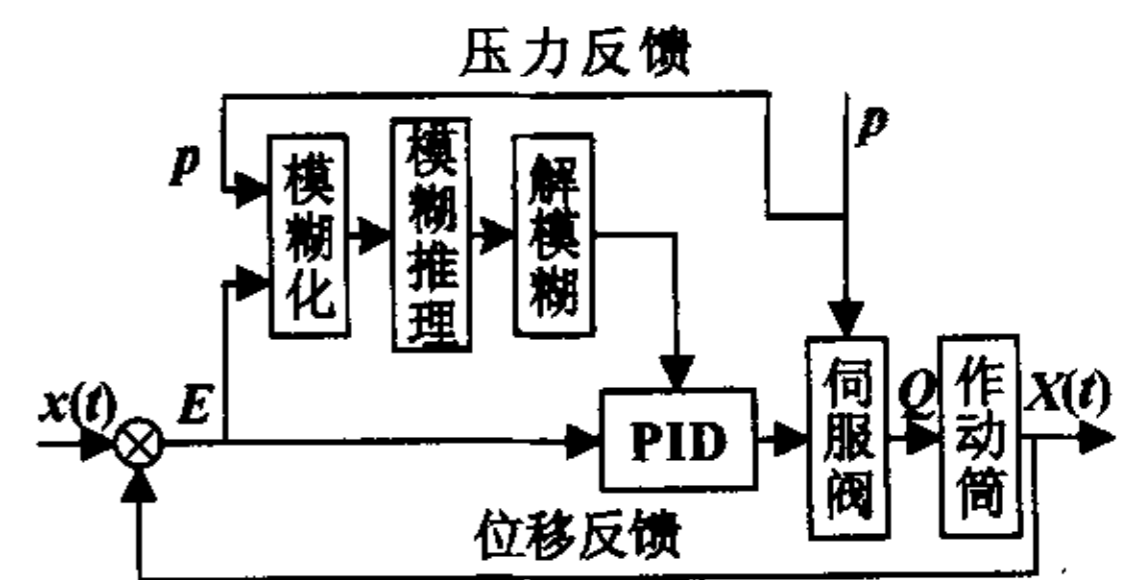 压力反馈
p
p
模糊化
模糊推理
解模糊
x(t)
E
PID
伺服阀
Q
作动筒
X(t)
位移反馈